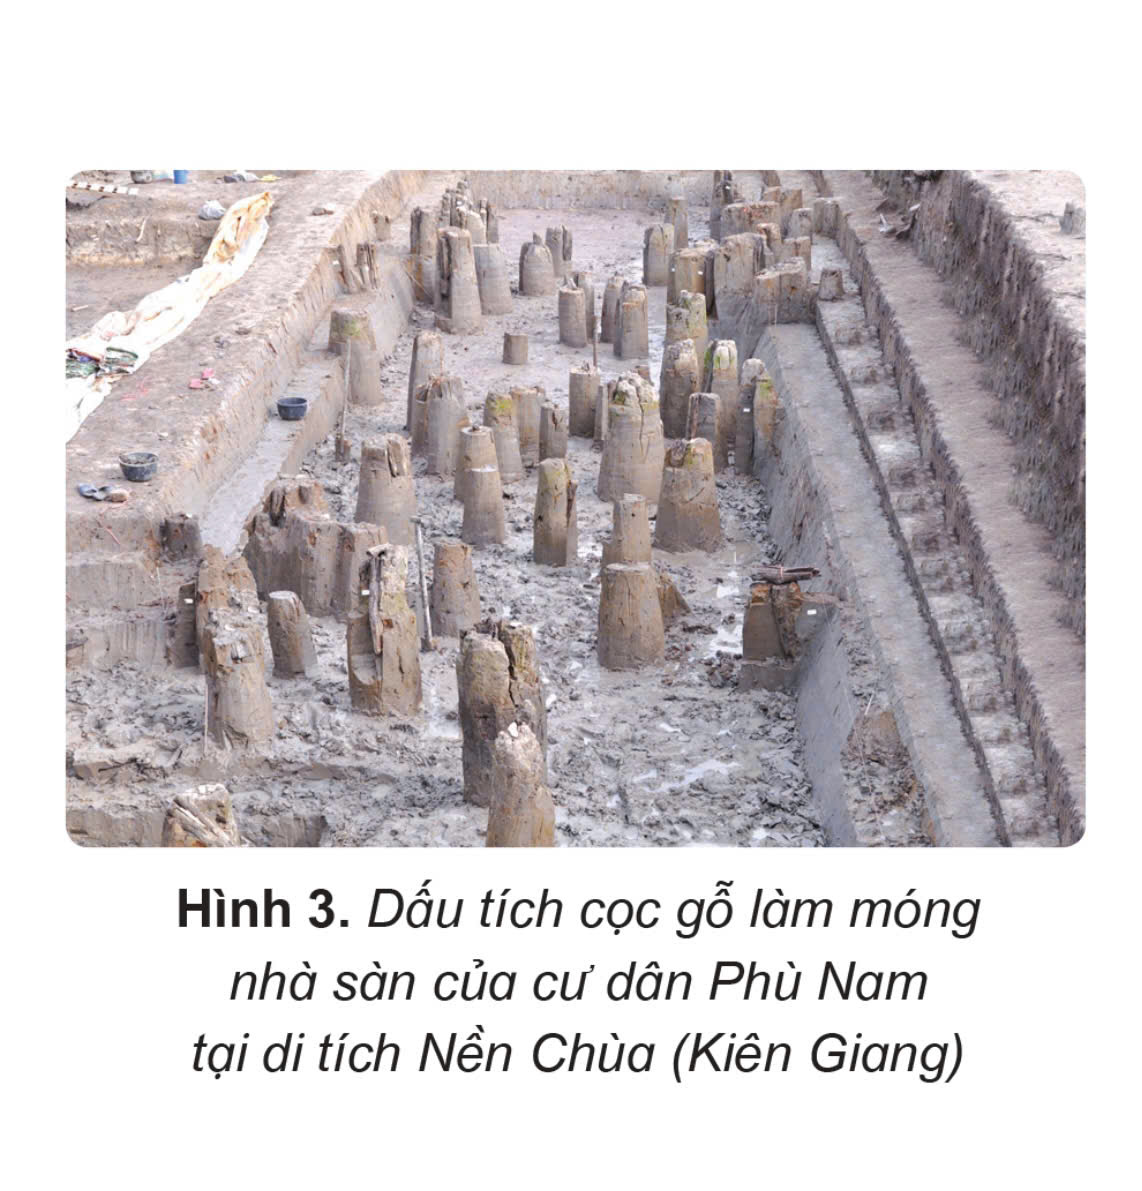 Hình 3. Dấu tích cọc gỗ làm móng
nhà sàn của cư dân Phù Nam
tại di tích Nền Chùa (Kiên Giang)